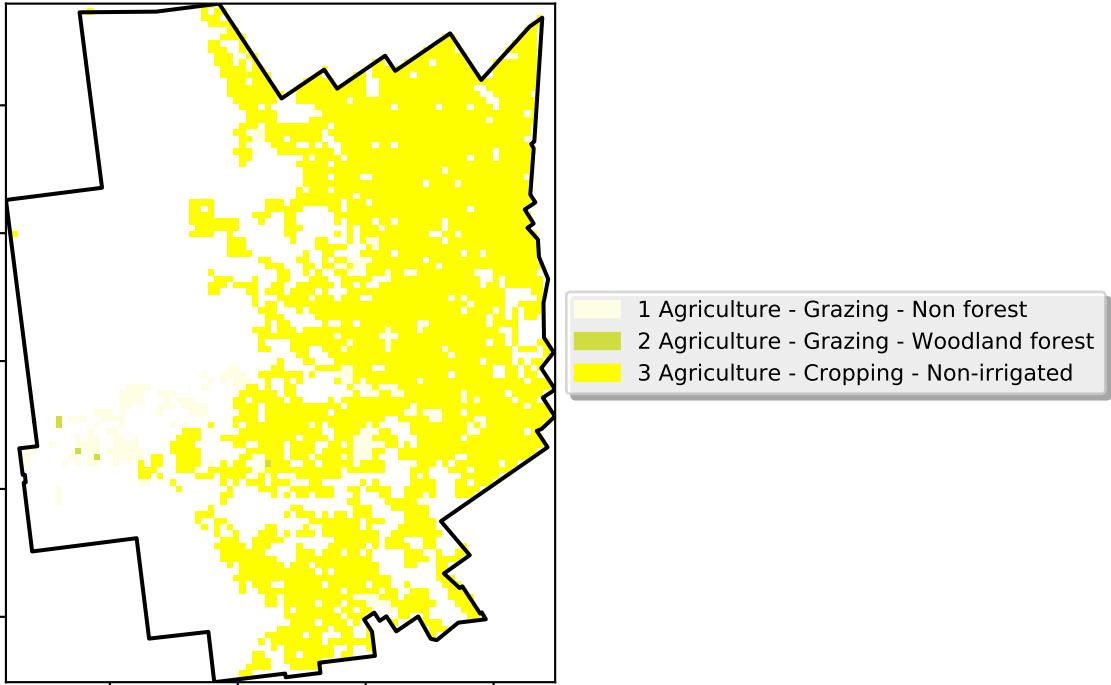 1 Agriculture - Grazing - Non forest
2 Agriculture - Grazing - Woodland forest
3 Agriculture - Cropping - Non-irrigated